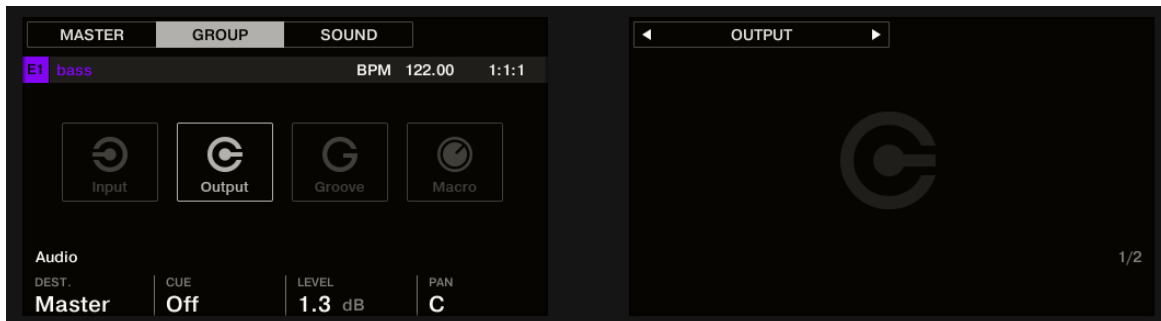 MASTER GROUP SOUND
E1 bass BPM 122.00 1:1:1
Input Output Groove Macro
Audio
DEST. CUE LEVEL PAN
Master Off 1.3 dB C
OUTPUT
1/2